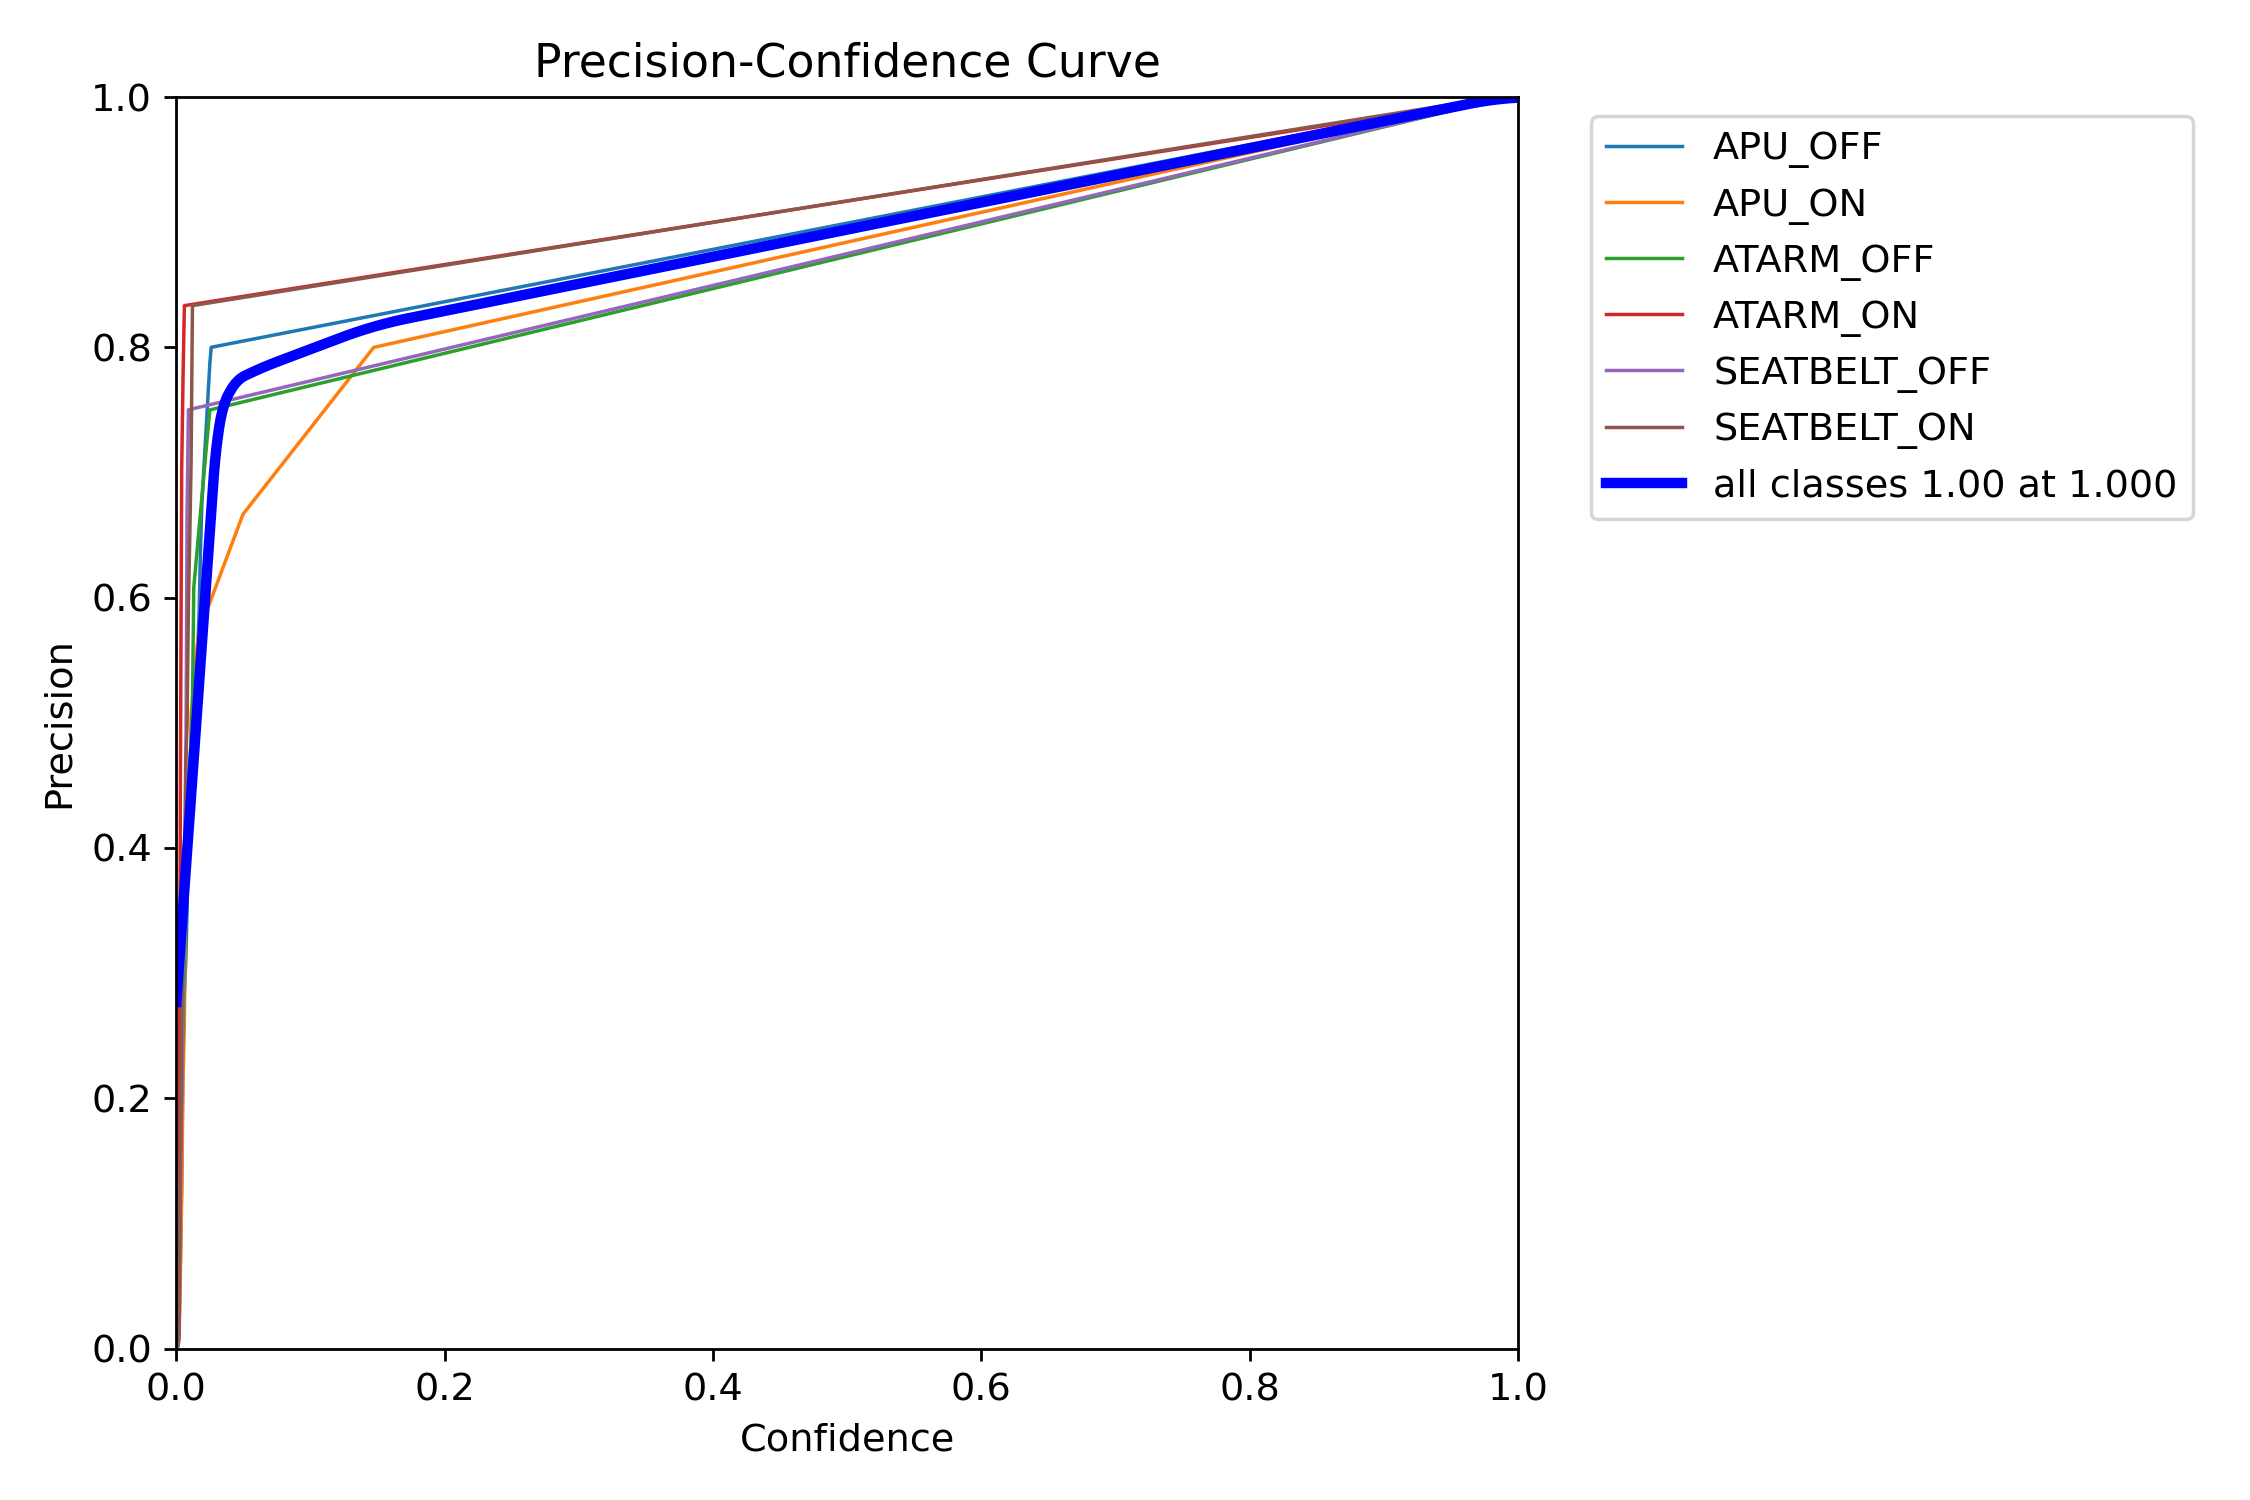 Precision-Confidence Curve
1.0
0.8
0.6
0.4
0.2
0.0
Precision
0.0 0.2 0.4 0.6 0.8 1.0
Confidence
APU_OFF
APU_ON
ATARM_OFF
ATARM_ON
SEATBELT_OFF
SEATBELT_ON
all classes 1.00 at 1.000